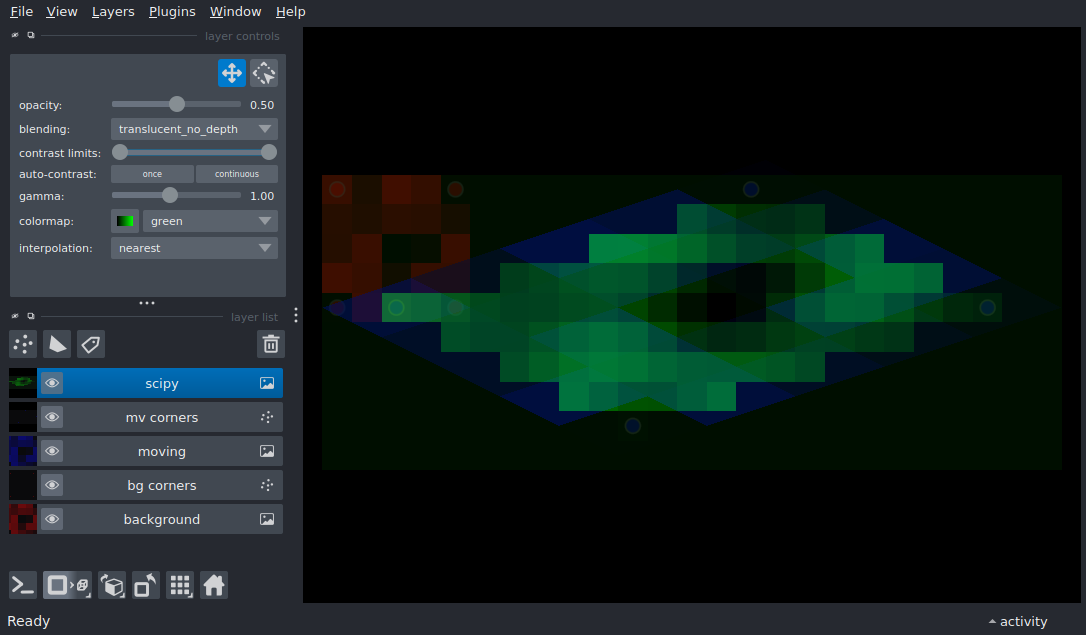 File View Layers Plugins Window Help
layer controls
opacity: 0.50
blending: translucent_no_depth
contrast limits:
auto-contrast: once continuous
gamma: 1.00
colormap: green
interpolation: nearest
layer list
scipy
mv corners
moving
bg corners
background
Ready activity